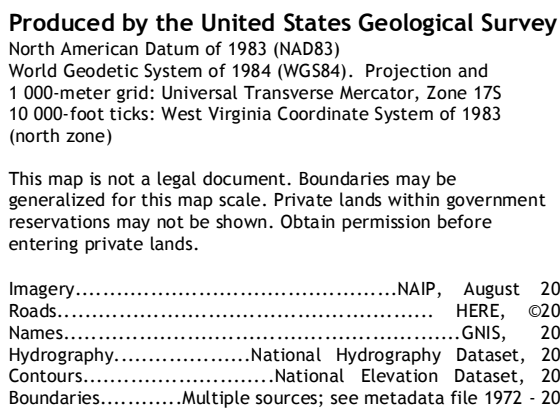 Produced by the United States Geological Survey
North American Datum of 1983 (NAD83)
World Geodetic System of 1984 (WGS84).  Projection and
1 000-meter grid: Universal Transverse Mercator, Zone 17S
10 000-foot ticks: West Virginia Coordinate System of 1983
(north zone)
This map is not a legal document. Boundaries may be
generalized for this map scale. Private lands within government
reservations may not be shown. Obtain permission before
entering private lands.
Imagery...............................................NAIP, August 20
Roads...................................................... HERE, ©20
Names..........................................................GNIS, 20
Hydrography....................National Hydrography Dataset, 20
Contours............................National Elevation Dataset, 20
Boundaries............Multiple sources; see metadata file 1972 - 20